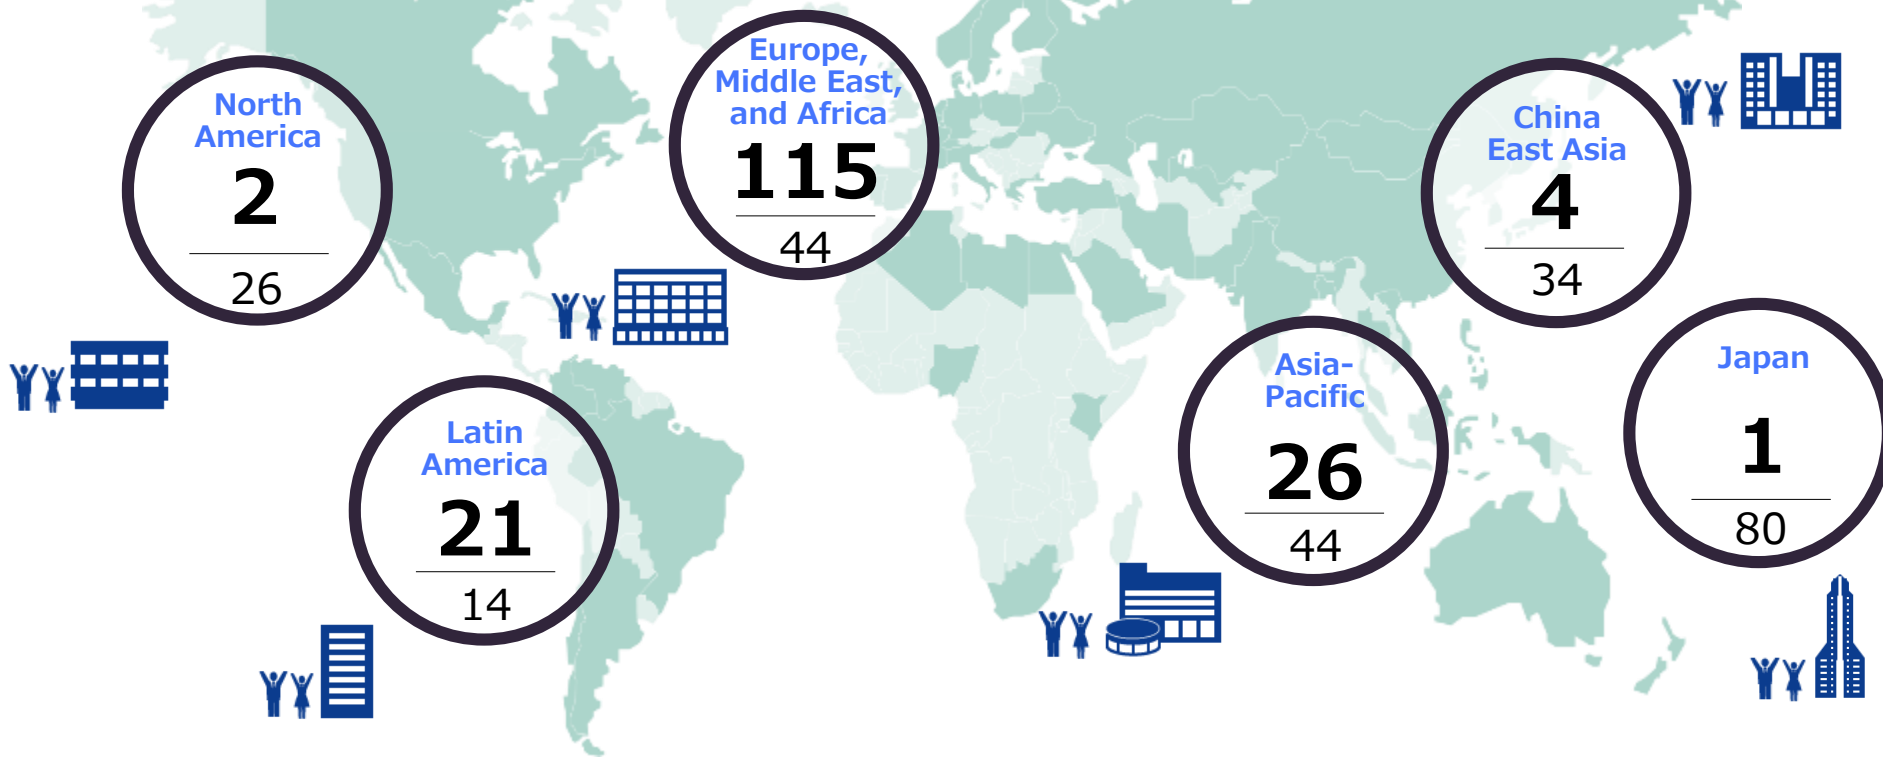 North
America
2
26
Europe,
Middle East,
and Africa
115
44
China
East Asia
4
34
Latin
America
21
14
Asia-
Pacific
26
44
Japan
1
80